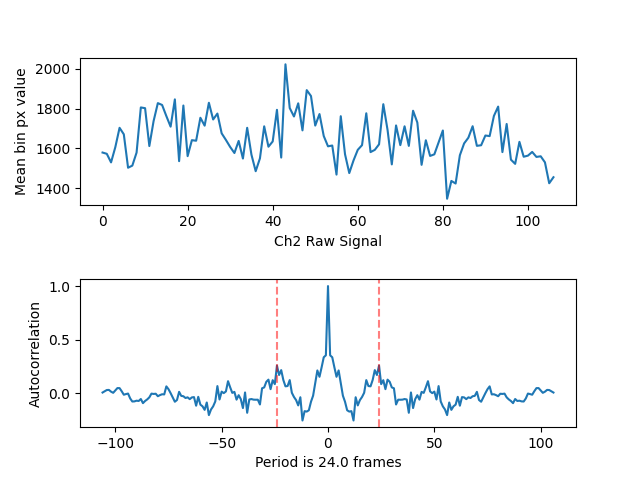 2000
1800
1600
1400
Mean bin px value
0 20 40 60 80 100
Ch2 Raw Signal
1.0
0.5
0.0
Autocorrelation
−100 −50 0 50 100
Period is 24.0 frames